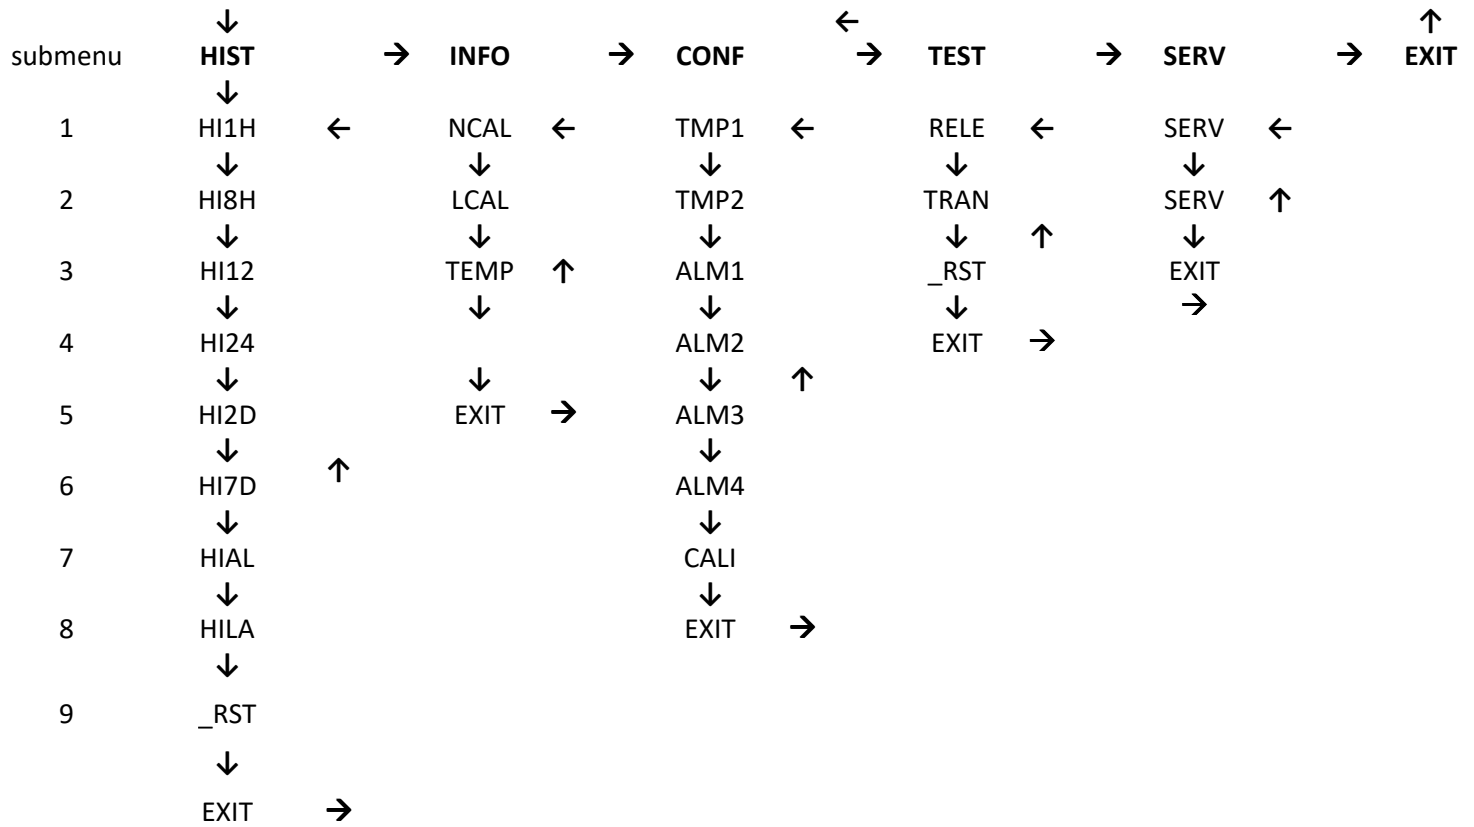 ↓ ← ↑
submenu HIST → INFO → CONF → TEST → SERV → EXIT
↓
1 HI1H ← NCAL ← TMP1 ← RELE ← SERV ←
↓ ↓ ↓ ↓ ↓
2 HI8H LCAL TMP2 TRAN SERV ↑
↓ ↓ ↓ ↓ ↑ ↓
3 HI12 TEMP ↑ ALM1 _RST EXIT
↓ ↓ ↓ ↓ →
4 HI24 ALM2 EXIT →
↓ ↓ ↓ ↑
5 HI2D EXIT → ALM3
↓ ↑ ↓
6 HI7D ALM4
↓ ↓
7 HIAL CALI
↓ ↓
8 HILA EXIT →
↓
9 _RST
↓
EXIT →